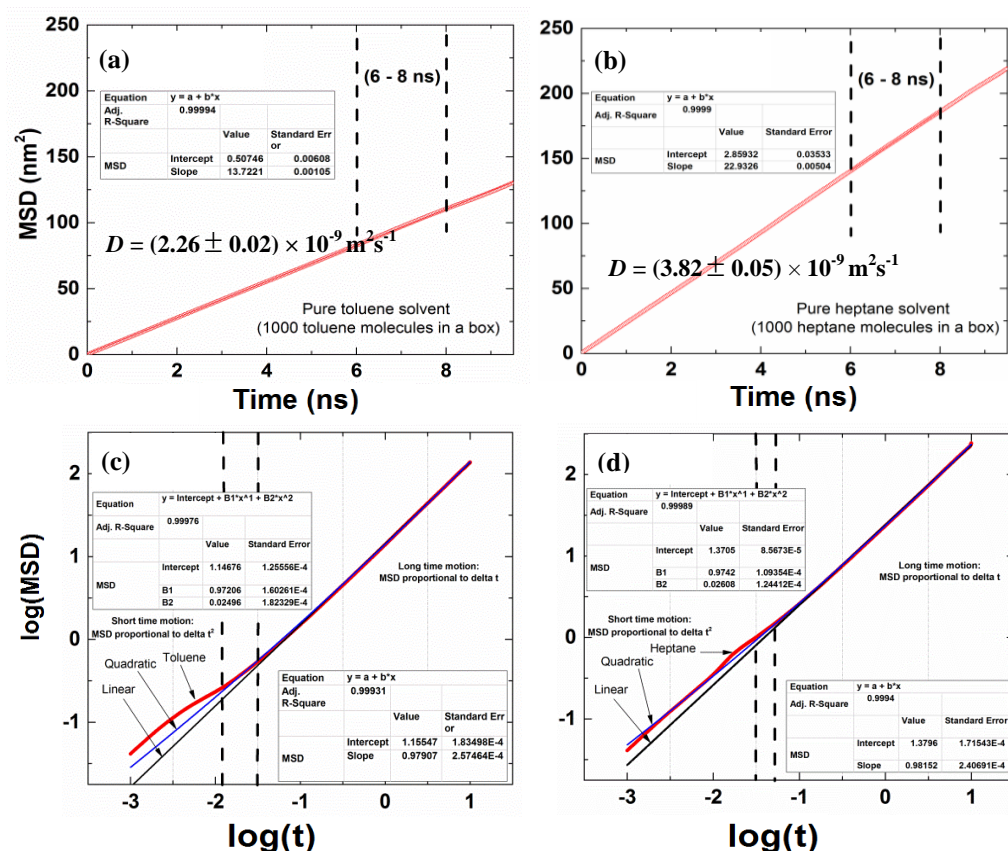 (a)
(6 - 8 ns)
Equation y = a + b*x
Adj. R-Square 0.99994
Value Standard Err or
MSD Intercept 0.50746 0.00608
Slope 13.7221 0.00105
D = (2.26 ± 0.02) × 10-9 m2s-1
Pure toluene solvent
(1000 toluene molecules in a box)
MSD (nm2)
250
200
150
100
50
0
0 2 4 6 8
Time (ns)
(b)
(6 - 8 ns)
Equation y = a + b*x
Adj. R-Square 0.9999
Value Standard Error
MSD Intercept 2.85932 0.03533
Slope 22.9326 0.00504
D = (3.82 ± 0.05) × 10-9 m2s-1
Pure heptane solvent
(1000 heptane molecules in a box)
250
200
150
100
50
0
0 2 4 6 8
Time (ns)
(c)
Equation y = Intercept + B1*x^1 + B2*x^2
Adj. R-Square 0.99976
Value Standard Error
Intercept 1.14676 1.25556E-4
MSD B1 0.97206 1.60261E-4
B2 0.02496 1.82329E-4
Long time motion:
MSD proportional to delta t
Short time motion:
MSD proportional to delta t2
Toluene
Quadratic
Linear
Equation y = a + b*x
Adj. R-Square 0.99931
Value Standard Err or
MSD Intercept 1.15547 1.83498E-4
Slope 0.97907 2.57464E-4
log(MSD)
2
1
0
-1
-3 -2 -1 0 1
log(t)
(d)
Equation y = Intercept + B1*x^1 + B2*x^2
Adj. R-Square 0.99989
Value Standard Error
Intercept 1.3705 8.5673E-5
MSD B1 0.9742 1.09354E-4
B2 0.02608 1.24412E-4
Long time motion:
MSD proportional to delta t
Short time motion:
MSD proportional to delta t2
Heptane
Quadratic
Linear
Equation y = a + b*x
Adj. R-Square 0.9994
Value Standard Error
MSD Intercept 1.3796 1.71543E-4
Slope 0.98152 2.40691E-4
2
1
0
-1
-3 -2 -1 0 1
log(t)